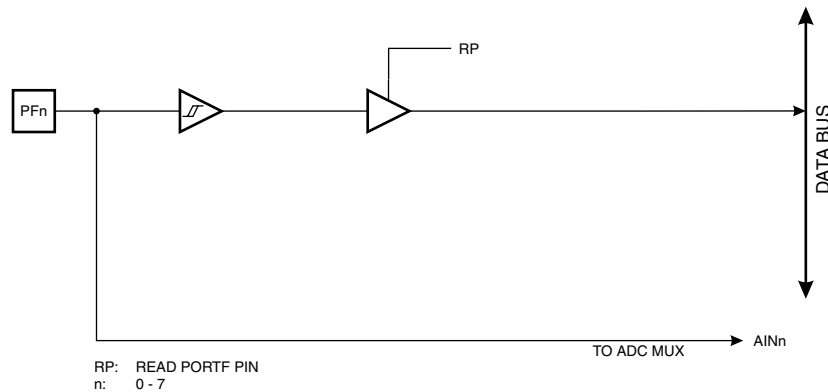 RP
PFn
DATA BUS
TO ADC MUX
AINn
RP: READ PORTF PIN
n: 0 - 7